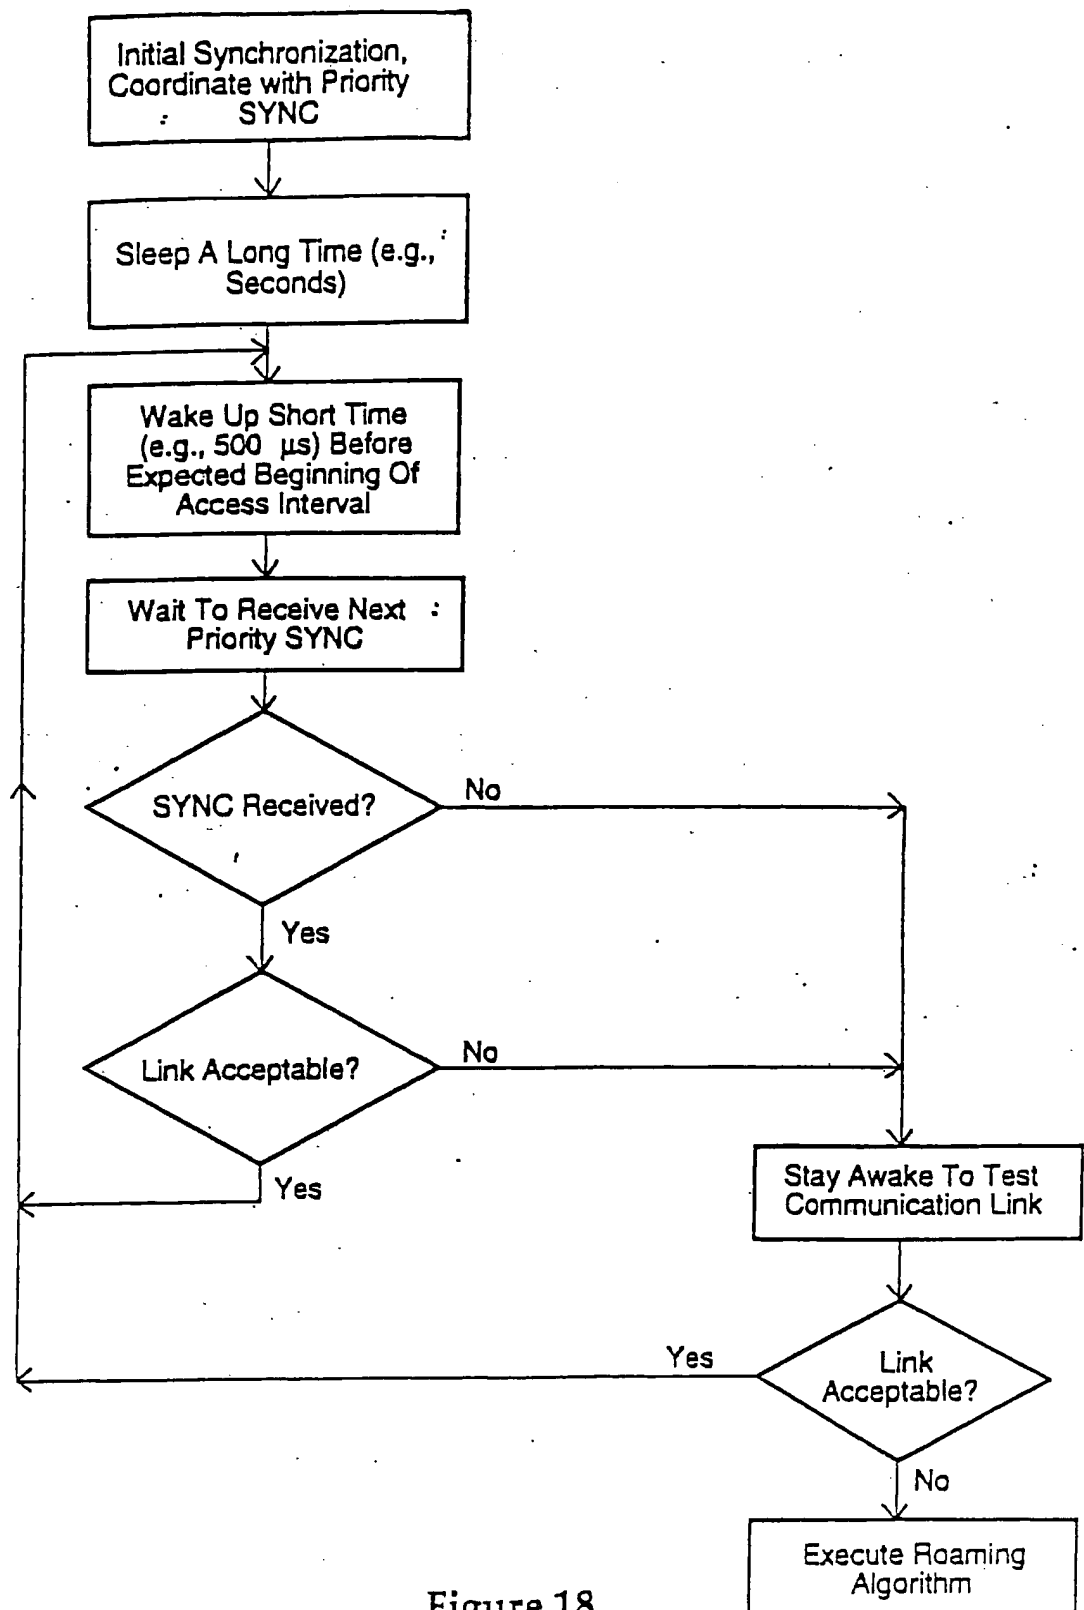 Initial Synchronization,
Coordinate with Priority
SYNC
Sleep A Long Time (e.g.,
Seconds)
Wake Up Short Time
(e.g., 500 µs) Before
Expected Beginning Of
Access Interval
Wait To Receive Next
Priority SYNC
SYNC Received?
No
Yes
Link Acceptable?
No
Yes
Stay Awake To Test
Communication Link
Link
Acceptable?
Yes
No
Execute Roaming
Algorithm
Figure 18